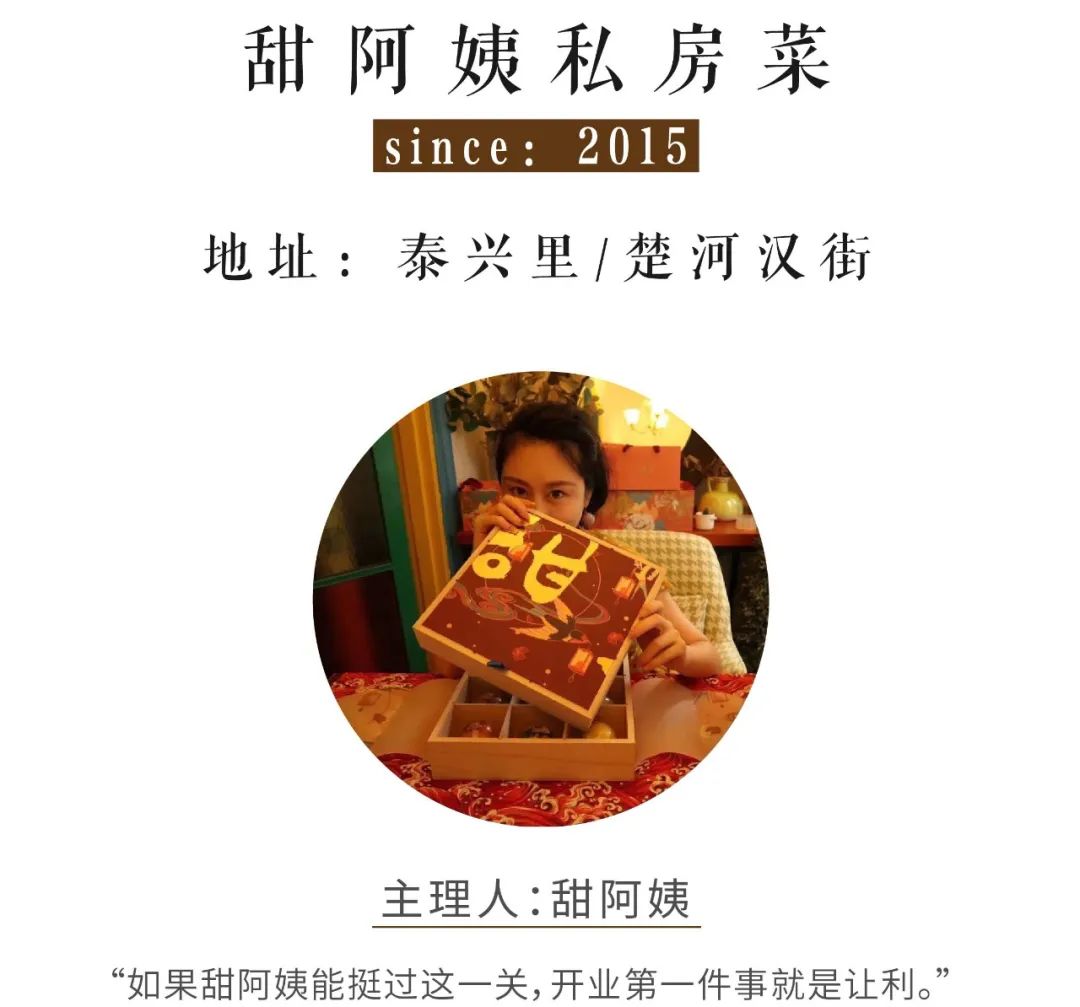 甜阿姨私房菜
since: 2015
地址：泰兴里/楚河汉街
甜
主理人：甜阿姨
“如果甜阿姨能挺过这一关，开业第一件事就是让利。”